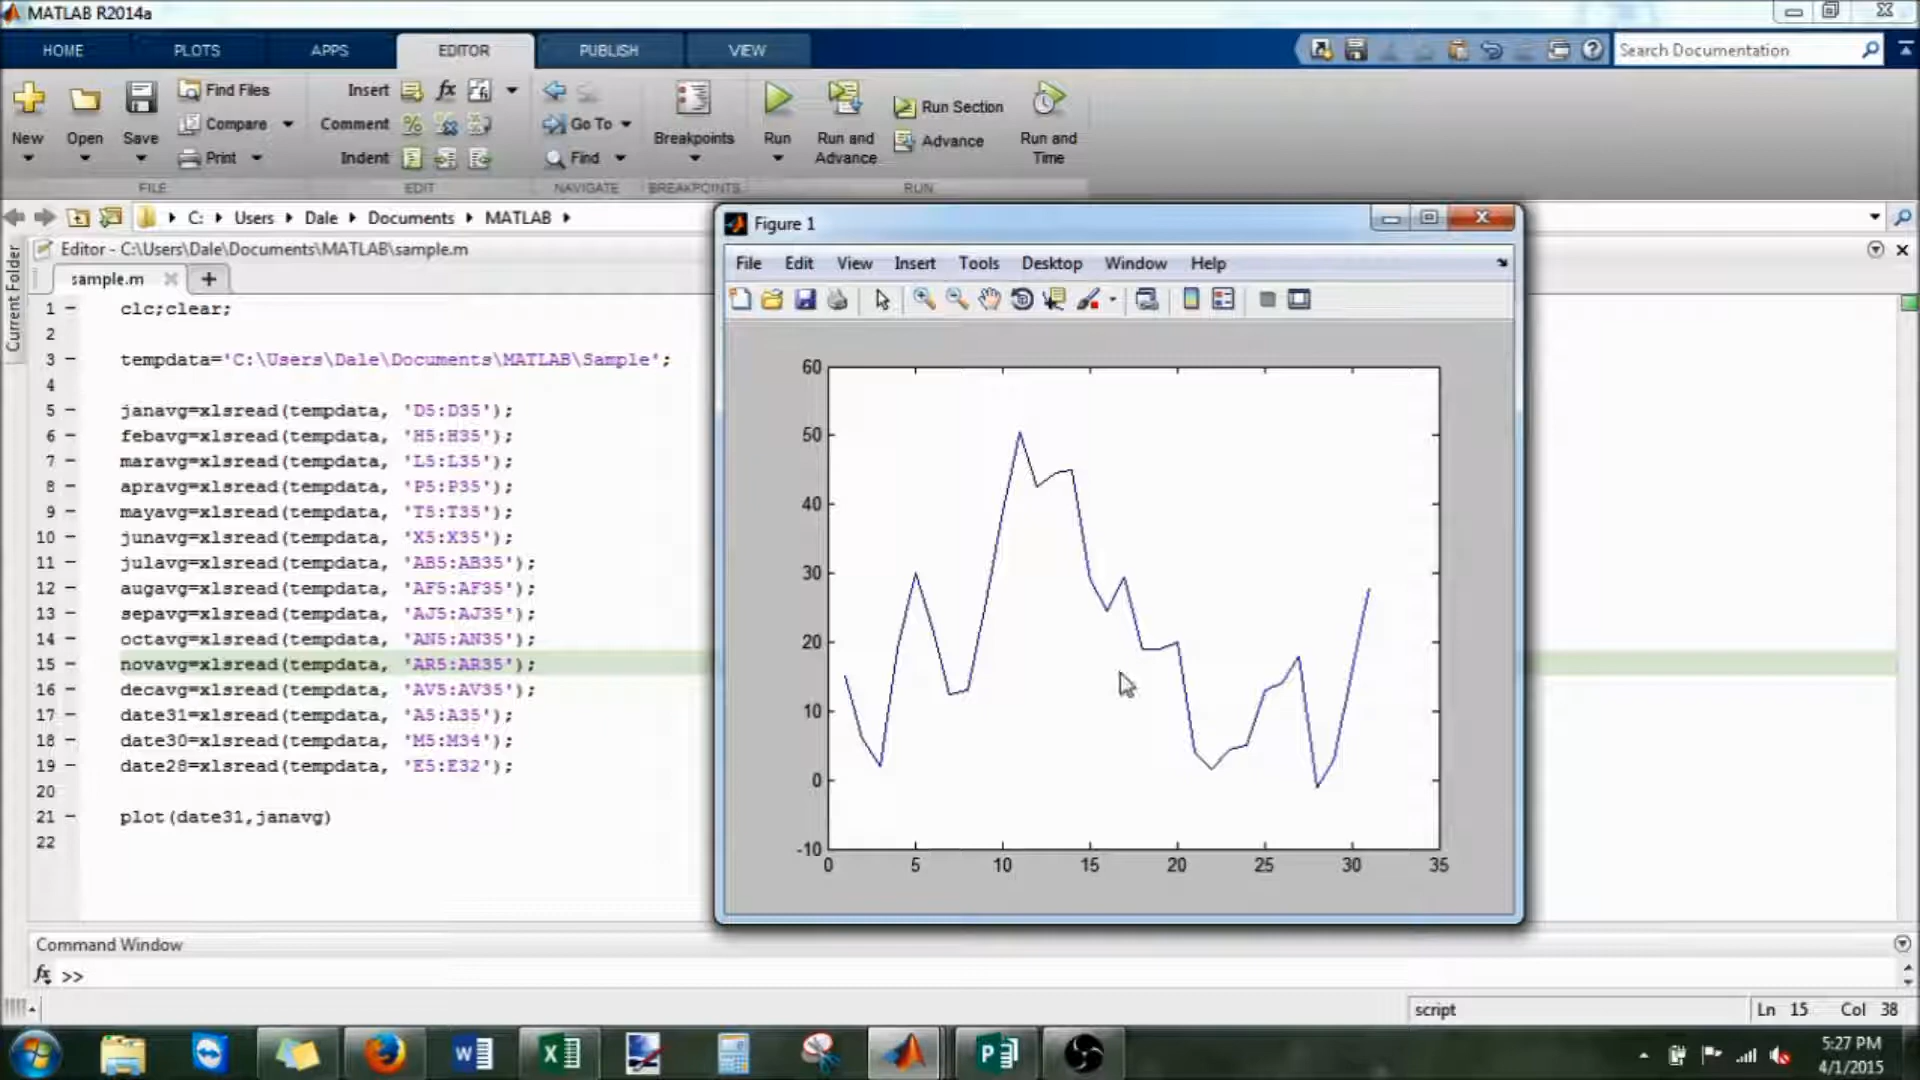 MATLAB R2014a
HOME PLOTS APPS EDITOR PUBLISH VIEW Search Documentation
Find Files Insert fx
New Open Save Compare Comment Go To Breakpoints Run Run and Advance Run Section Advance Run and Time
Print Indent Find
FILE EDIT NAVIGATE BREAKPOINTS RUN
C: Users Dale Documents MATLAB
Current Folder
Editor - C:\Users\Dale\Documents\MATLAB\sample.m
sample.m +
1 - clc;clear;
2
3 - tempdata='C:\Users\Dale\Documents\MATLAB\Sample';
4
5 - janavg=xlsread(tempdata, 'D5:D35');
6 - febavg=xlsread(tempdata, 'H5:H35');
7 - maravg=xlsread(tempdata, 'L5:L35');
8 - apravg=xlsread(tempdata, 'P5:P35');
9 - mayavg=xlsread(tempdata, 'T5:T35');
10 - junavg=xlsread(tempdata, 'X5:X35');
11 - julavg=xlsread(tempdata, 'AB5:AB35');
12 - augavg=xlsread(tempdata, 'AF5:AF35');
13 - sepavg=xlsread(tempdata, 'AJ5:AJ35');
14 - octavg=xlsread(tempdata, 'AN5:AN35');
15 - novavg=xlsread(tempdata, 'AR5:AR35');
16 - decavg=xlsread(tempdata, 'AV5:AV35');
17 - date31=xlsread(tempdata, 'A5:A35');
18 - date30=xlsread(tempdata, 'M5:M34');
19 - date28=xlsread(tempdata, 'E5:E32');
20
21 - plot(date31,janavg)
22
Figure 1
File Edit View Insert Tools Desktop Window Help
60
50
40
30
20
10
0
-10
0 5 10 15 20 25 30 35
Command Window
fx >>
script Ln 15 Col 38
5:27 PM
4/1/2015